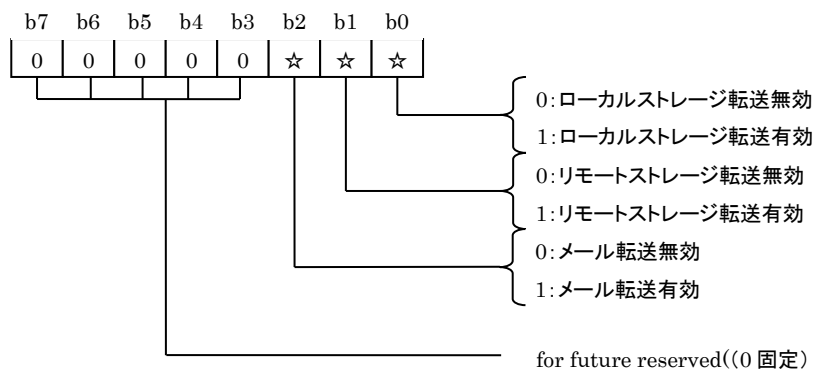 b7 b6 b5 b4 b3 b2 b1 b0
0 0 0 0 0 ☆ ☆ ☆
0:ローカルストレージ転送無効
1:ローカルストレージ転送有効
0:リモートストレージ転送無効
1:リモートストレージ転送有効
0:メール転送無効
1:メール転送有効
for future reserved((0 固定)